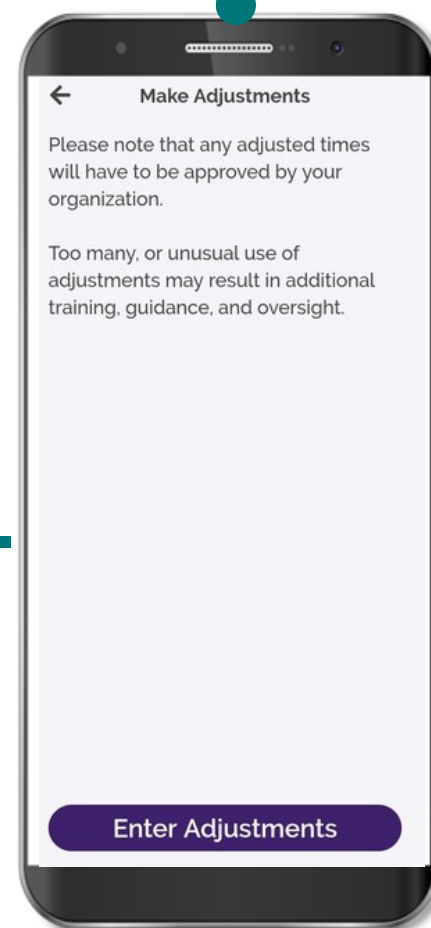 Make Adjustments
Please note that any adjusted times
will have to be approved by your
organization.
Too many, or unusual use of
adjustments may result in additional
training, guidance, and oversight.
Enter Adjustments